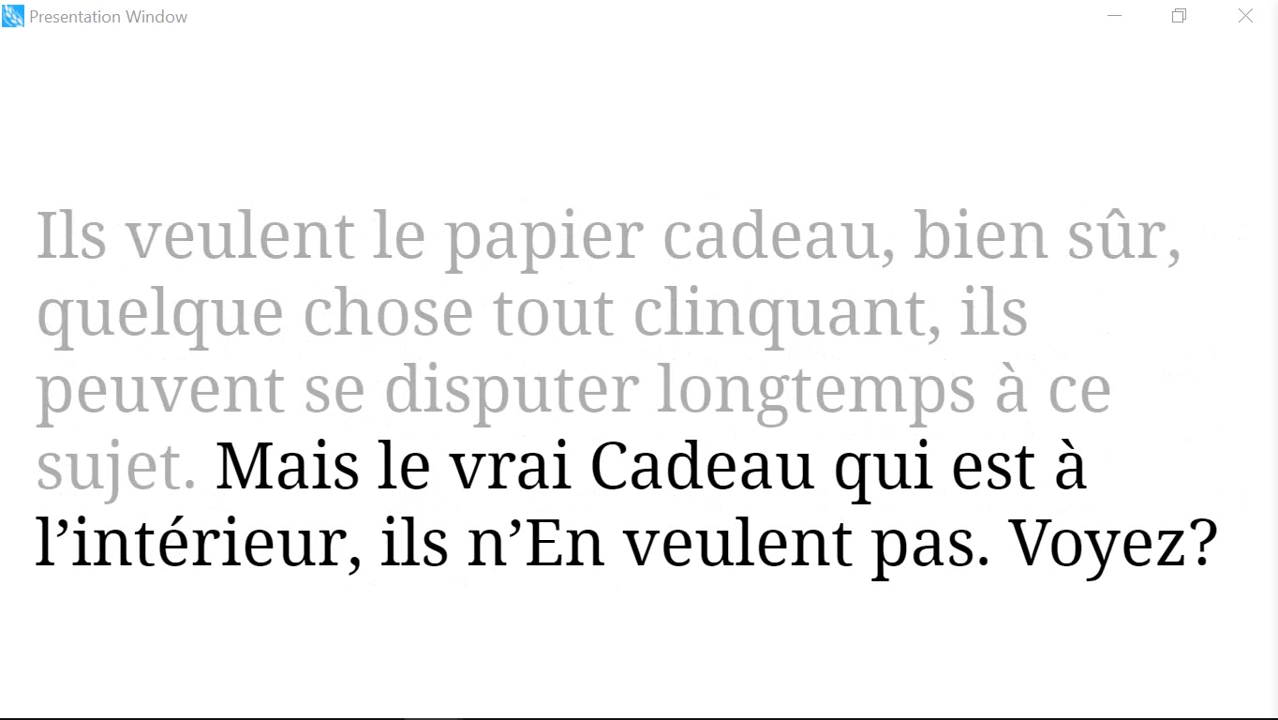 Presentation Window
Ils veulent le papier cadeau, bien sûr,
quelque chose tout clinquant, ils
peuvent se disputer longtemps à ce
sujet. Mais le vrai Cadeau qui est à
l’intérieur, ils n’En veulent pas. Voyez?